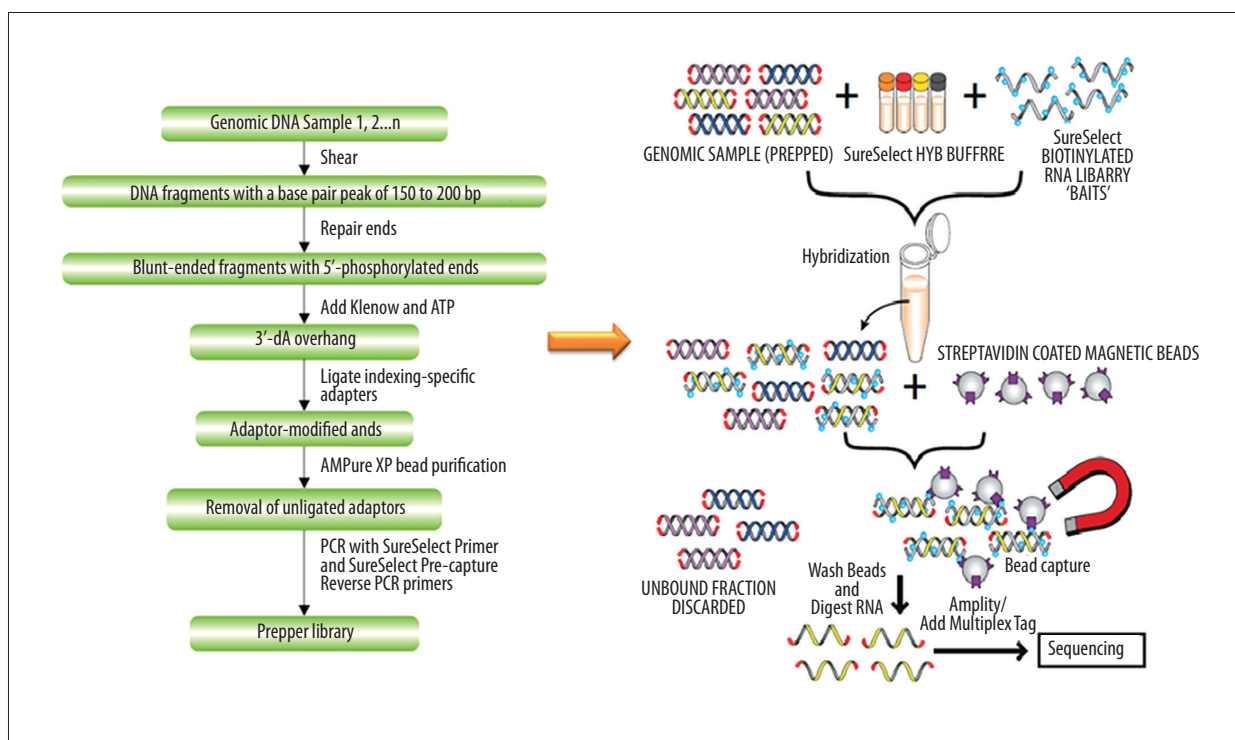 Genomic DNA Sample 1, 2...n
Shear
DNA fragments with a base pair peak of 150 to 200 bp
Repair ends
Blunt-ended fragments with 5’-phosphorylated ends
Add Klenow and ATP
3’-dA overhang
Ligate indexing-specific
adapters
Adaptor-modified ands
AMPure XP bead purification
Removal of unligated adaptors
PCR with SureSelect Primer
and SureSelect Pre-capture
Reverse PCR primers
Prepper library
+
+
GENOMIC SAMPLE (PREPPED)
SureSelect HYB BUFFRRE
SureSelect
BIOTINYLATED
RNA LIBARRY
‘BAITS’
Hybridization
STREPTAVIDIN COATED MAGNETIC BEADS
+
UNBOUND FRACTION
DISCARDED
Bead capture
Wash Beads
and
Digest RNA
Amplity/
Add Multiplex Tag
Sequencing